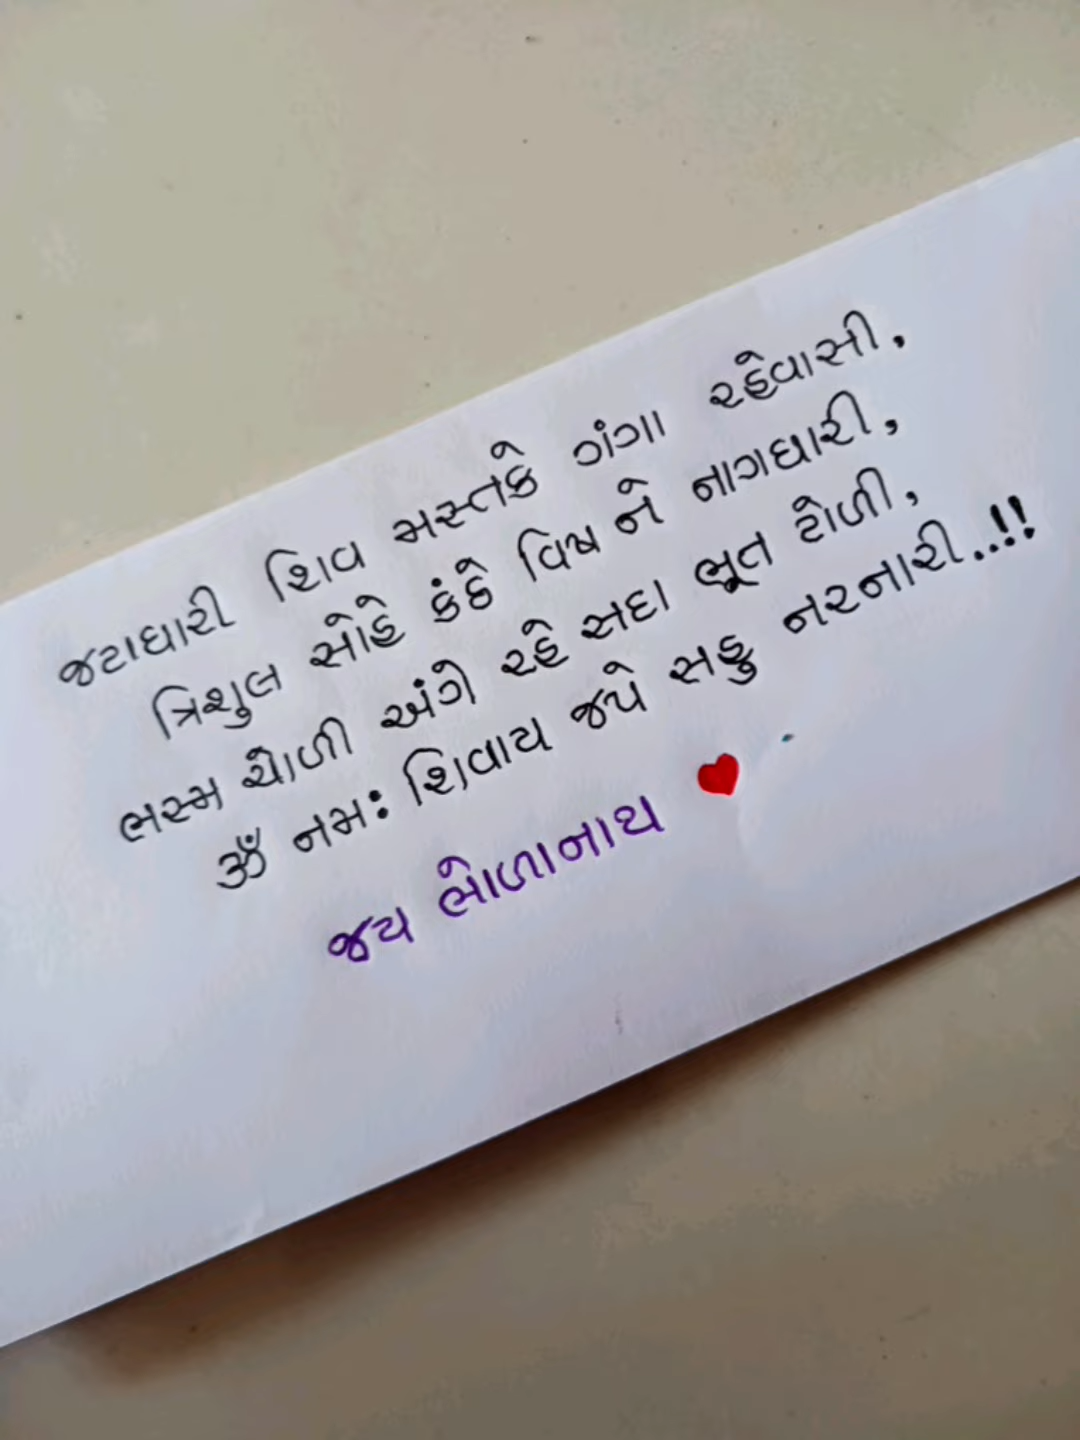 જટાધારી શિવ મસ્તકે ગંગા રહેવાસી.
ત્રિશુલ સોહે કંઠે વિષ ને નાગધારી,
ભસ્મ ચોળી અંગે રહે સદા ભૂત ટોળી,
ૐ નમઃ શિવાય જપે સહુ નરનારી..!!
જય ભોળાનાથ ❤